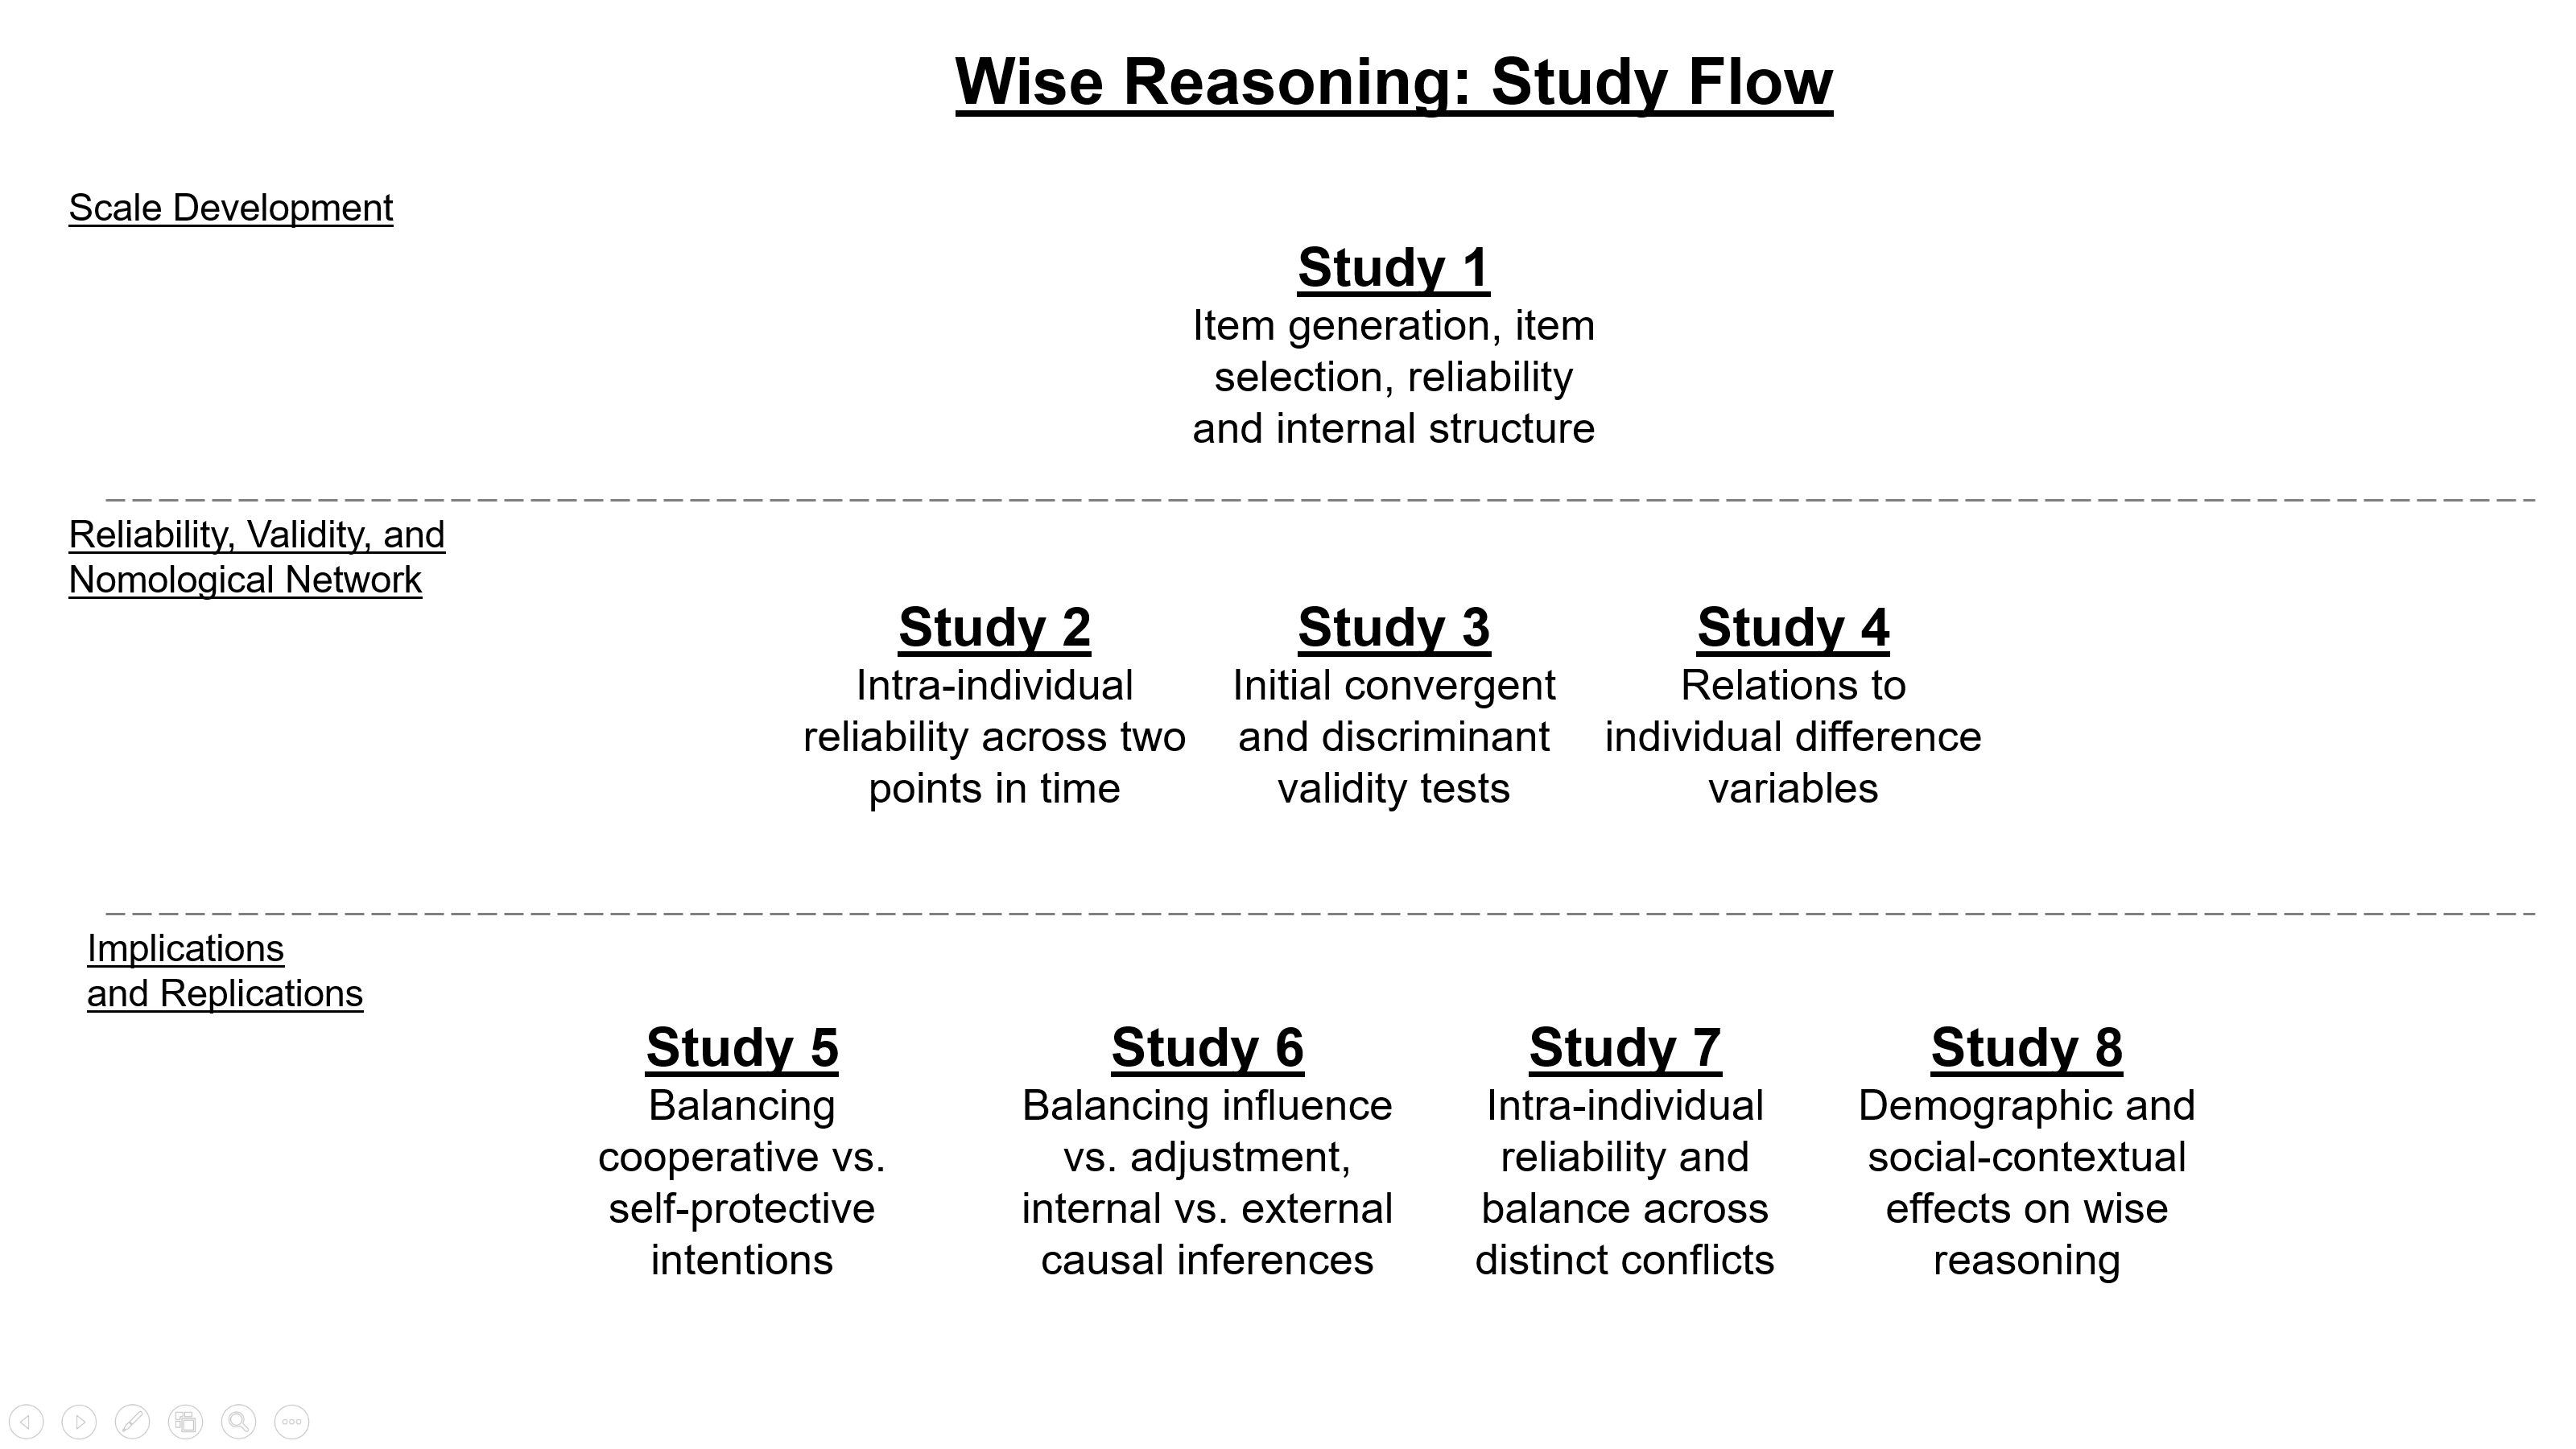 Wise Reasoning: Study Flow
Scale Development
Study 1
Item generation, item
selection, reliability
and internal structure
Reliability, Validity, and
Nomological Network
Study 2
Intra-individual
reliability across two
points in time
Study 3
Initial convergent
and discriminant
validity tests
Study 4
Relations to
individual difference
variables
Implications
and Replications
Study 5
Balancing
cooperative vs.
self-protective
intentions
Study 6
Balancing influence
vs. adjustment,
internal vs. external
causal inferences
Study 7
Intra-individual
reliability and
balance across
distinct conflicts
Study 8
Demographic and
social-contextual
effects on wise
reasoning